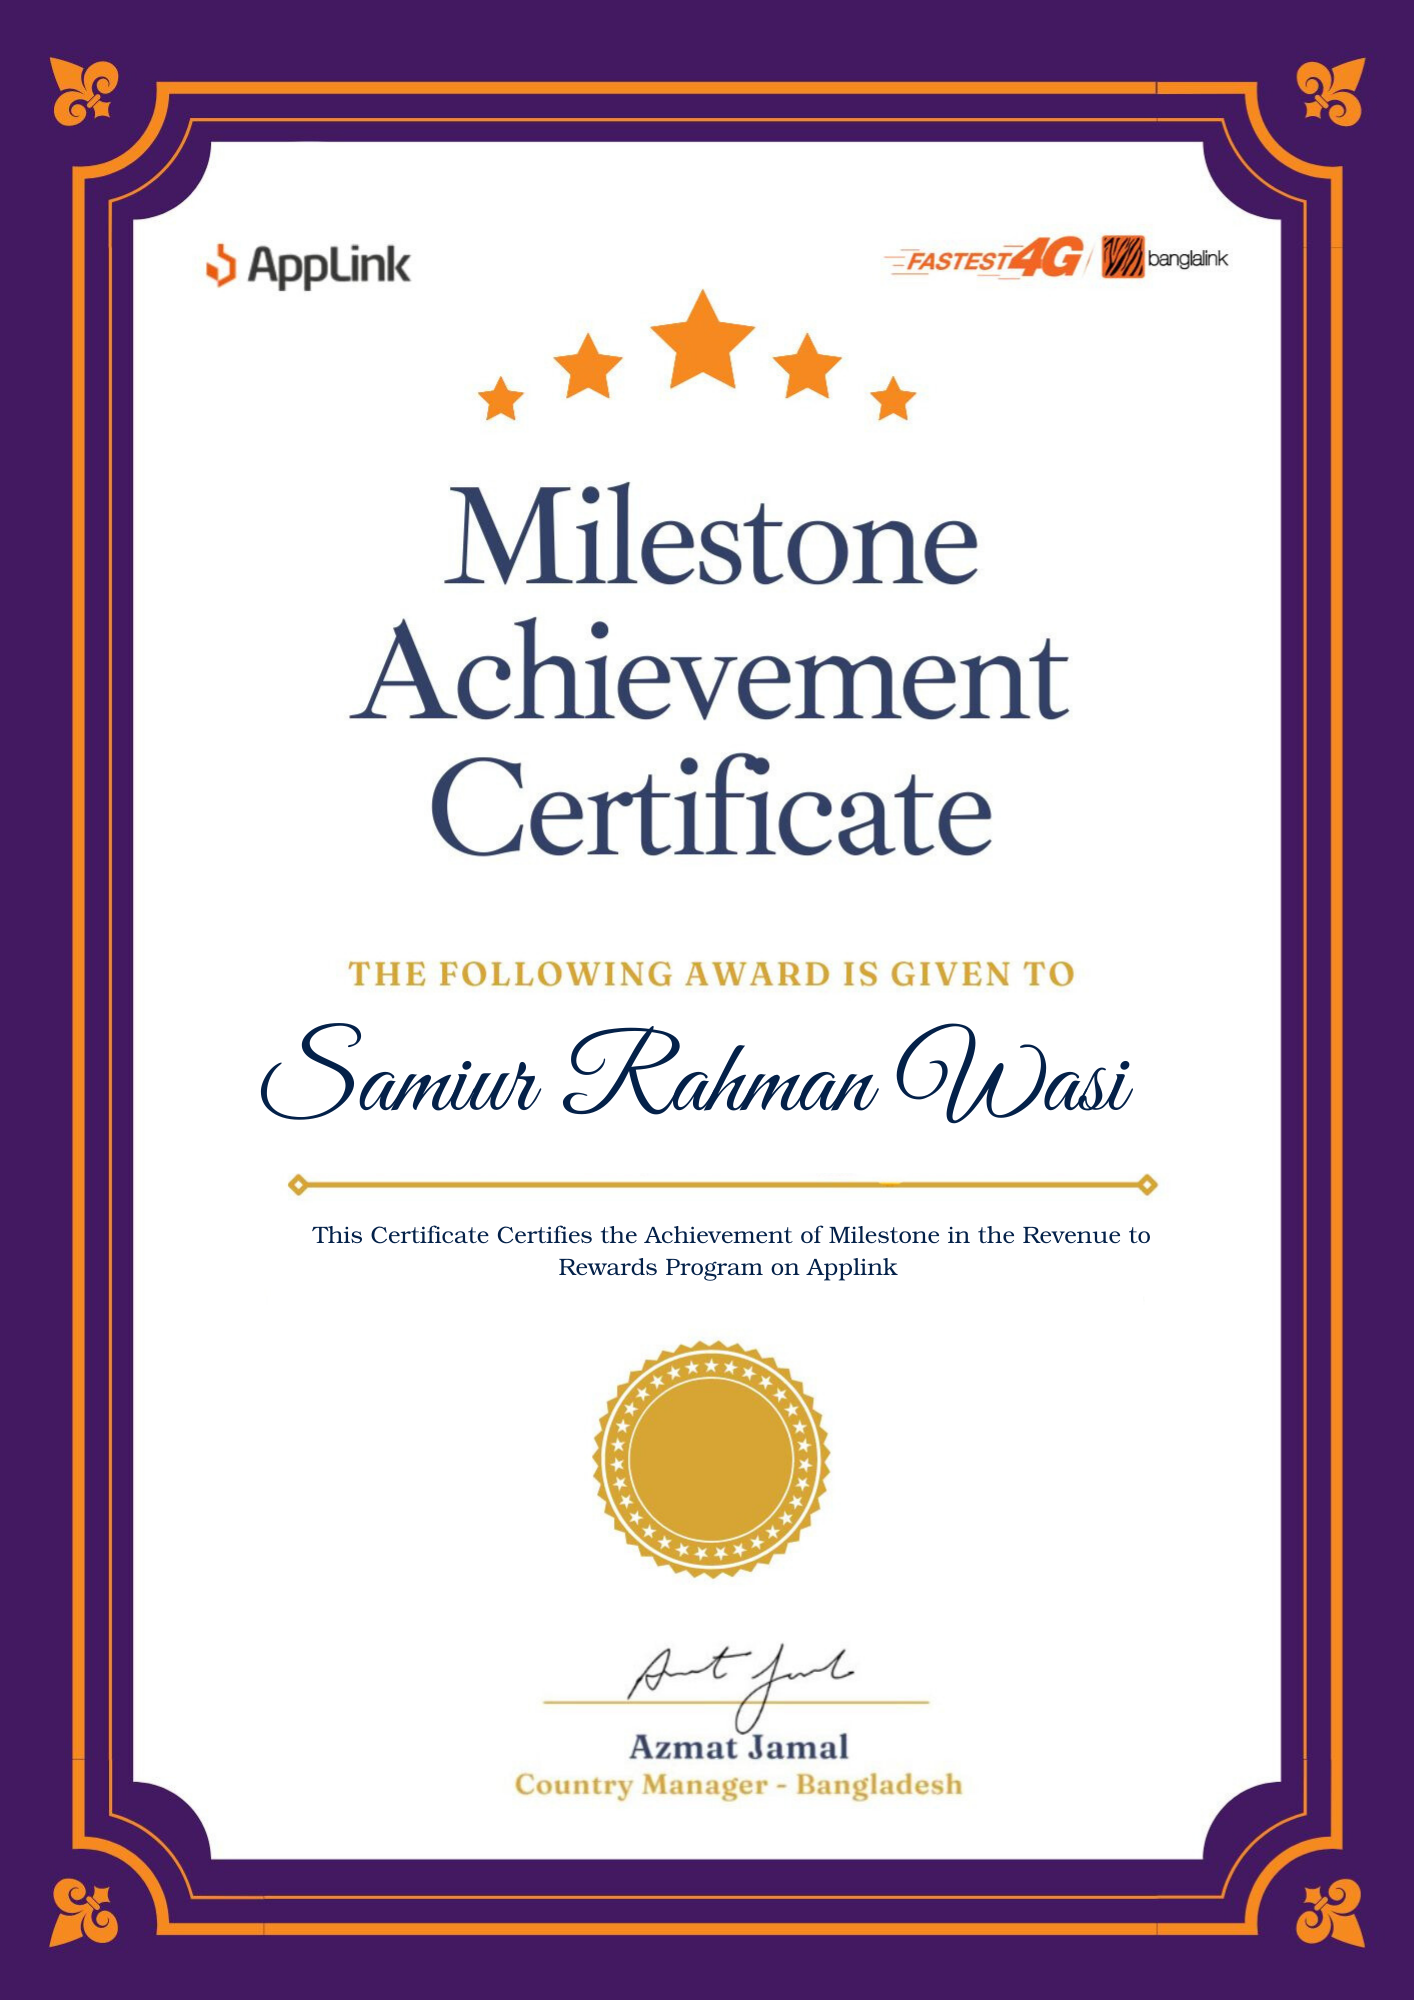 AppLink
FASTEST 4G banglalink
Milestone
Achievement
Certificate
THE FOLLOWING AWARD IS GIVEN TO
Samiur Rahman Wasi
This Certificate Certifies the Achievement of Milestone in the Revenue to
Rewards Program on Applink
Azmat Jamal
Country Manager - Bangladesh